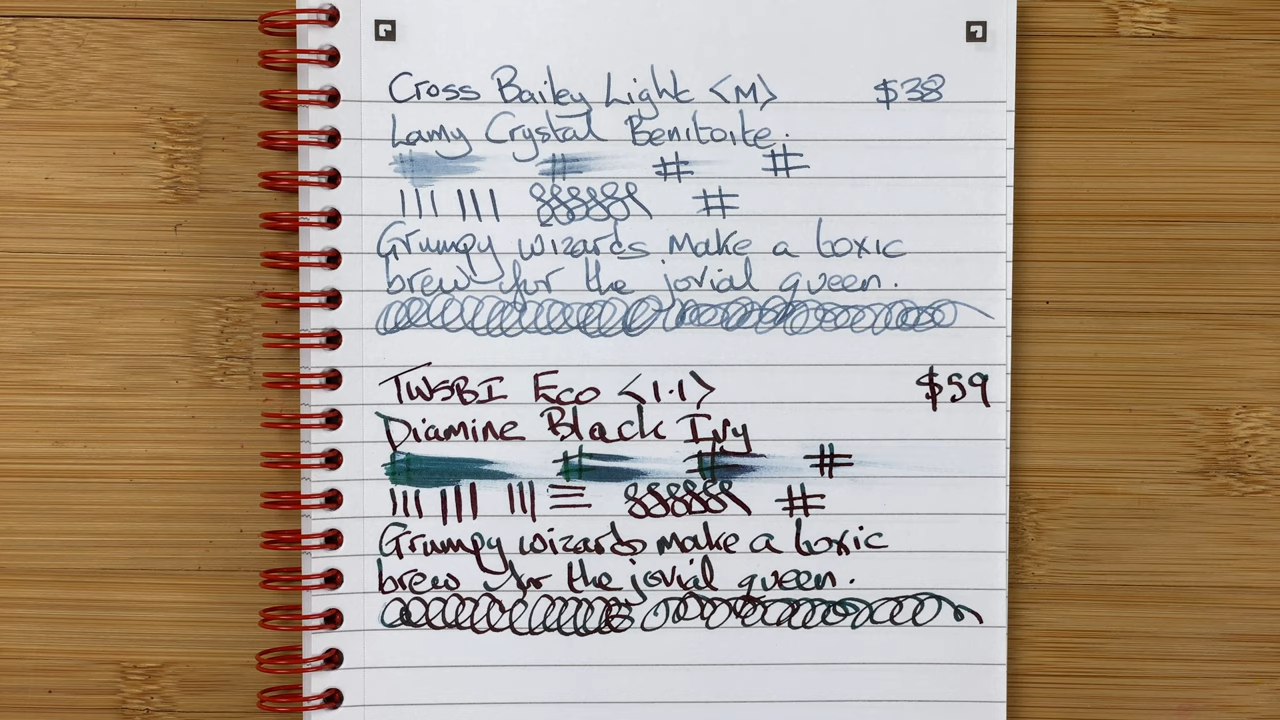 Cross Bailey Light <M> $38
Lamy Crystal Benitoite.
# # # #
||| ||| 888888 #
Grumpy wizards make a toxic
brew for the jovial queen.
TWSBI Eco <1.1> $59
Diamine Black Ivy
# # # #
||| ||| ||| ☰ 888888 #
Grumpy wizards make a toxic
brew for the jovial queen.